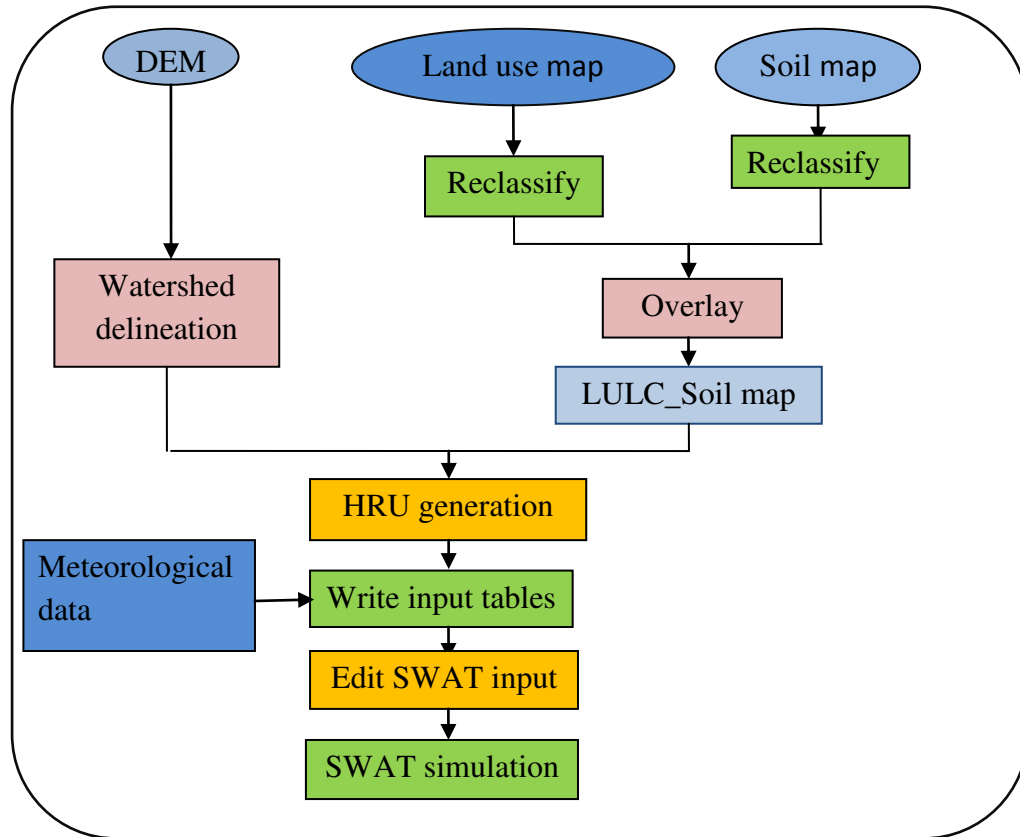 DEM
Land use map
Soil map
Reclassify
Reclassify
Watershed
delineation
Overlay
LULC_Soil map
HRU generation
Meteorological
data
Write input tables
Edit SWAT input
SWAT simulation